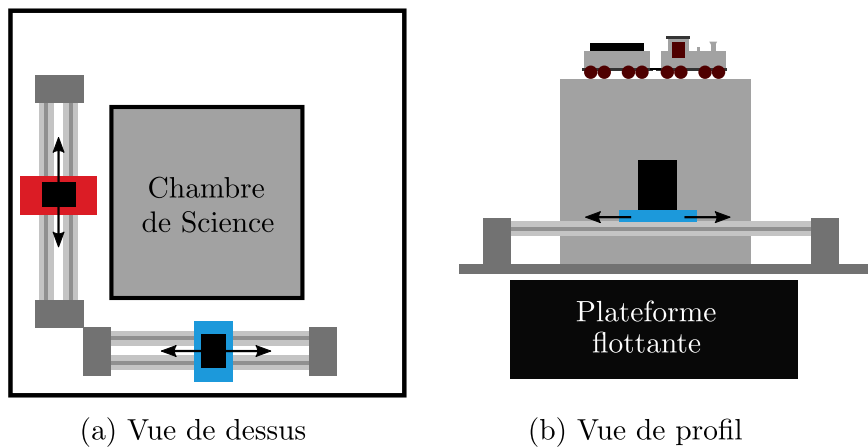 Chambre
de Science
Plateforme
flottante
(a) Vue de dessus
(b) Vue de profil